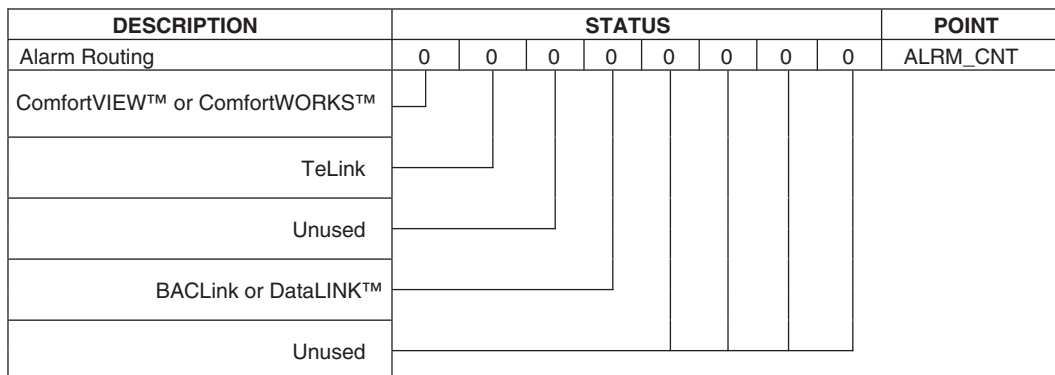 DESCRIPTION STATUS POINT
Alarm Routing 0 0 0 0 0 0 0 0 ALRM_CNT
ComfortVIEW™ or ComfortWORKS™
TeLink
Unused
BACLink or DataLINK™
Unused